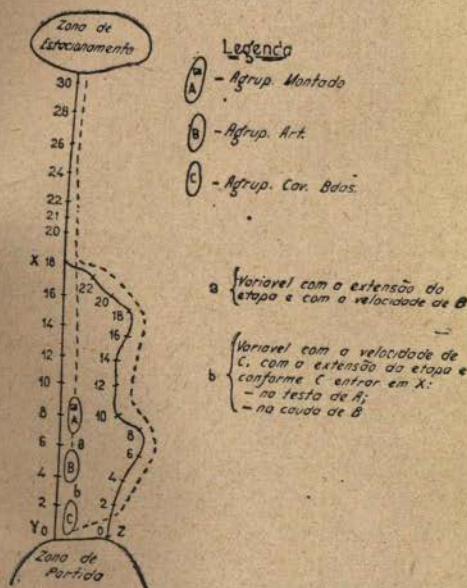 Zona de
Estacionamento
Legenda
A - Agrup. Montado
B - Agrup. Art.
C - Agrup. Cav. Bdas.
30
28
26
24
22
21
20
X 18
16
14
12
10
8
6
4
2
Y 0
22
20
18
16
14
12
10
8
6
4
2
0 Z
A
a
B
b
C
a { Variavel com a extensão da
etapa e com a velocidade de B
b { Variavel com a velocidade de
C, com a extensão da etapa e
conforme C entrar em X:
- na testa de A;
- na cauda de B
Zona de
Partida